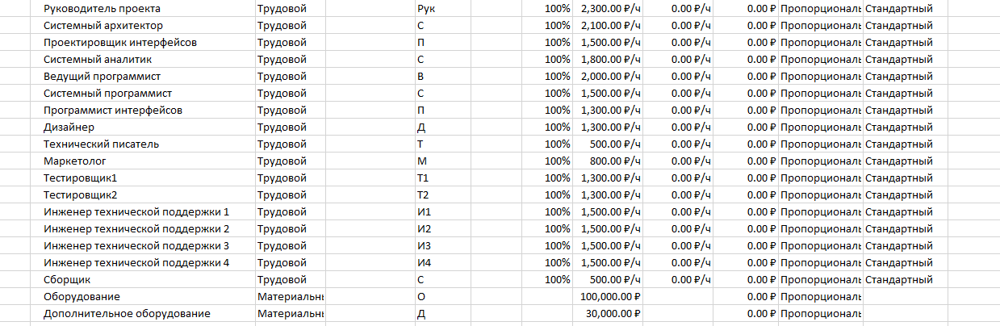 Руководитель проекта Трудовой Рук 100% 2,300.00 ₽/ч 0.00 ₽/ч 0.00 ₽ Пропорциональ Стандартный
Системный архитектор Трудовой С 100% 2,100.00 ₽/ч 0.00 ₽/ч 0.00 ₽ Пропорциональ Стандартный
Проектировщик интерфейсов Трудовой П 100% 1,500.00 ₽/ч 0.00 ₽/ч 0.00 ₽ Пропорциональ Стандартный
Системный аналитик Трудовой С 100% 1,800.00 ₽/ч 0.00 ₽/ч 0.00 ₽ Пропорциональ Стандартный
Ведущий программист Трудовой В 100% 2,000.00 ₽/ч 0.00 ₽/ч 0.00 ₽ Пропорциональ Стандартный
Системный программист Трудовой С 100% 1,500.00 ₽/ч 0.00 ₽/ч 0.00 ₽ Пропорциональ Стандартный
Программист интерфейсов Трудовой П 100% 1,300.00 ₽/ч 0.00 ₽/ч 0.00 ₽ Пропорциональ Стандартный
Дизайнер Трудовой Д 100% 1,300.00 ₽/ч 0.00 ₽/ч 0.00 ₽ Пропорциональ Стандартный
Технический писатель Трудовой Т 100% 500.00 ₽/ч 0.00 ₽/ч 0.00 ₽ Пропорциональ Стандартный
Маркетолог Трудовой М 100% 800.00 ₽/ч 0.00 ₽/ч 0.00 ₽ Пропорциональ Стандартный
Тестировщик1 Трудовой Т1 100% 1,300.00 ₽/ч 0.00 ₽/ч 0.00 ₽ Пропорциональ Стандартный
Тестировщик2 Трудовой Т2 100% 1,300.00 ₽/ч 0.00 ₽/ч 0.00 ₽ Пропорциональ Стандартный
Инженер технической поддержки 1 Трудовой И1 100% 1,500.00 ₽/ч 0.00 ₽/ч 0.00 ₽ Пропорциональ Стандартный
Инженер технической поддержки 2 Трудовой И2 100% 1,500.00 ₽/ч 0.00 ₽/ч 0.00 ₽ Пропорциональ Стандартный
Инженер технической поддержки 3 Трудовой И3 100% 1,500.00 ₽/ч 0.00 ₽/ч 0.00 ₽ Пропорциональ Стандартный
Инженер технической поддержки 4 Трудовой И4 100% 1,500.00 ₽/ч 0.00 ₽/ч 0.00 ₽ Пропорциональ Стандартный
Сборщик Трудовой С 100% 500.00 ₽/ч 0.00 ₽/ч 0.00 ₽ Пропорциональ Стандартный
Оборудование Материальны О 100,000.00 ₽ 0.00 ₽ Пропорциональ
Дополнительное оборудование Материальны Д 30,000.00 ₽ 0.00 ₽ Пропорциональ